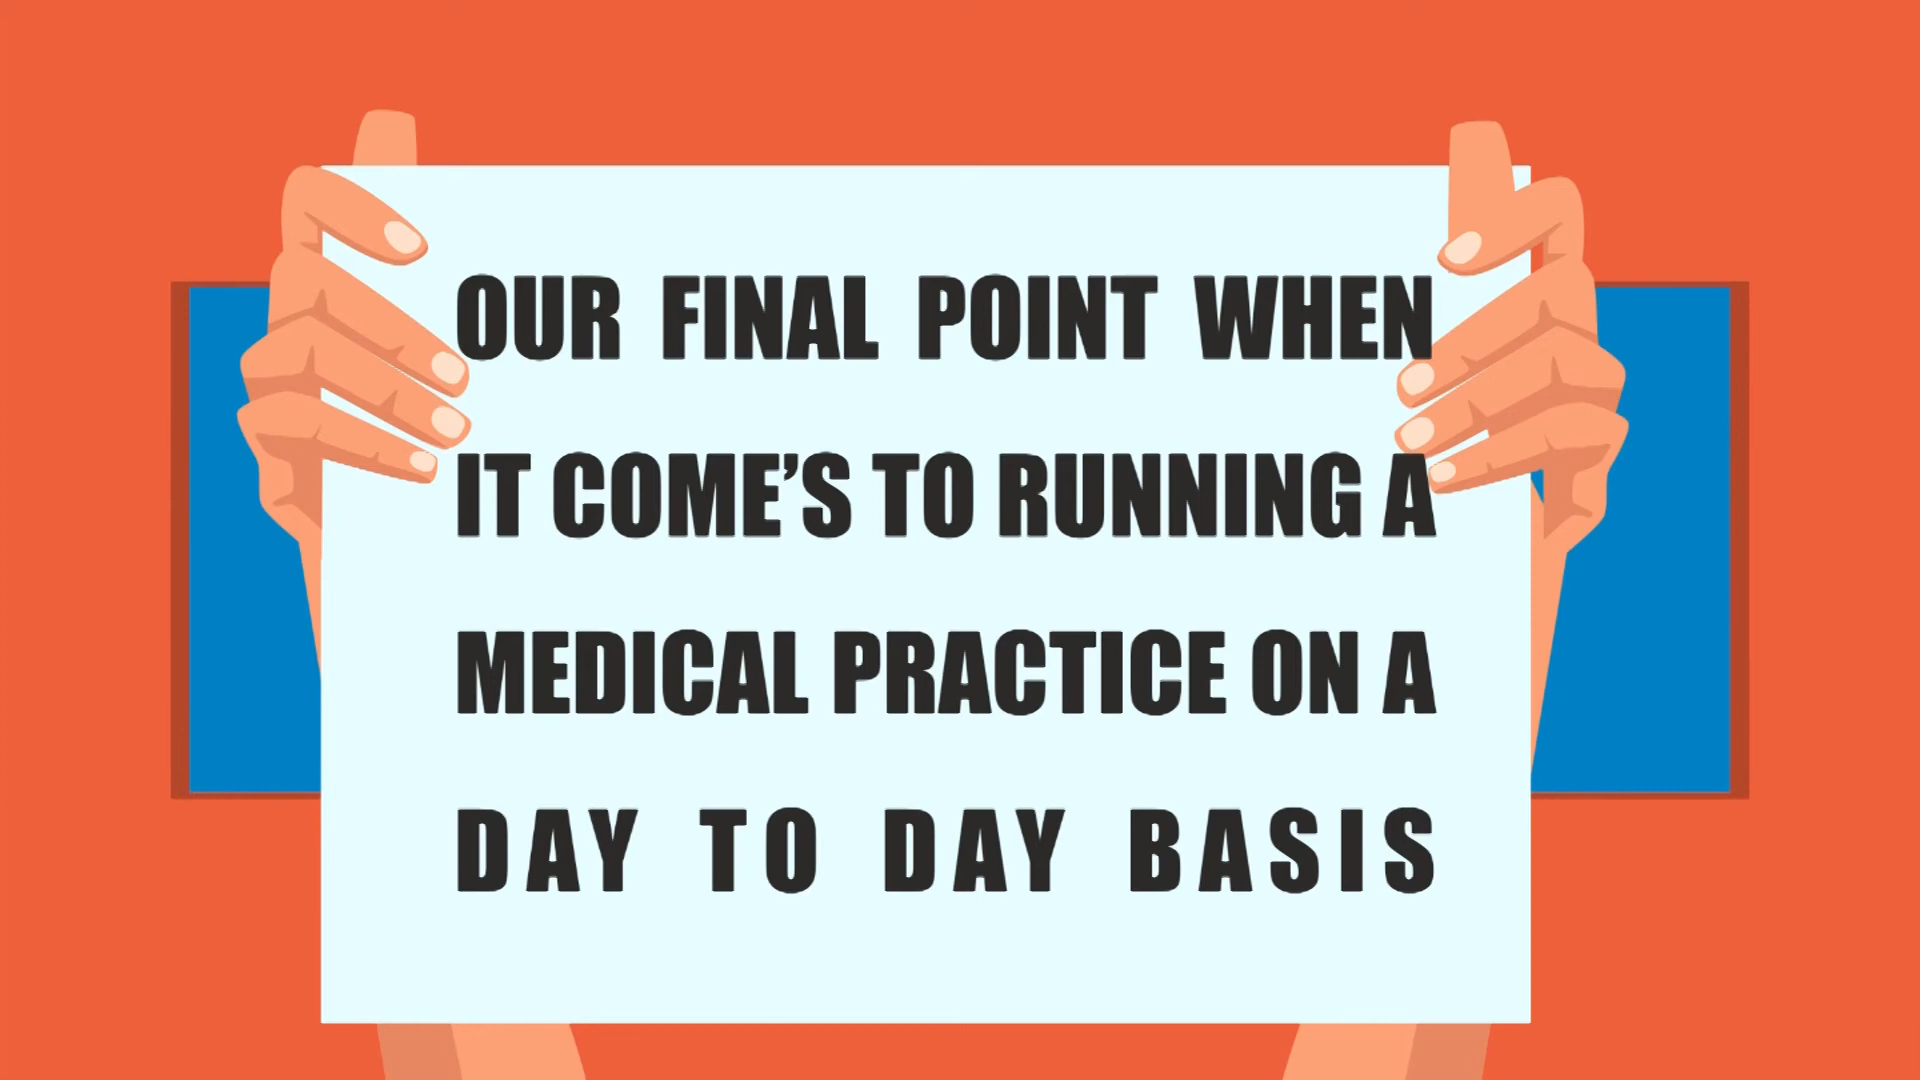 OUR FINAL POINT WHEN
IT COME’S TO RUNNING A
MEDICAL PRACTICE ON A
DAY TO DAY BASIS